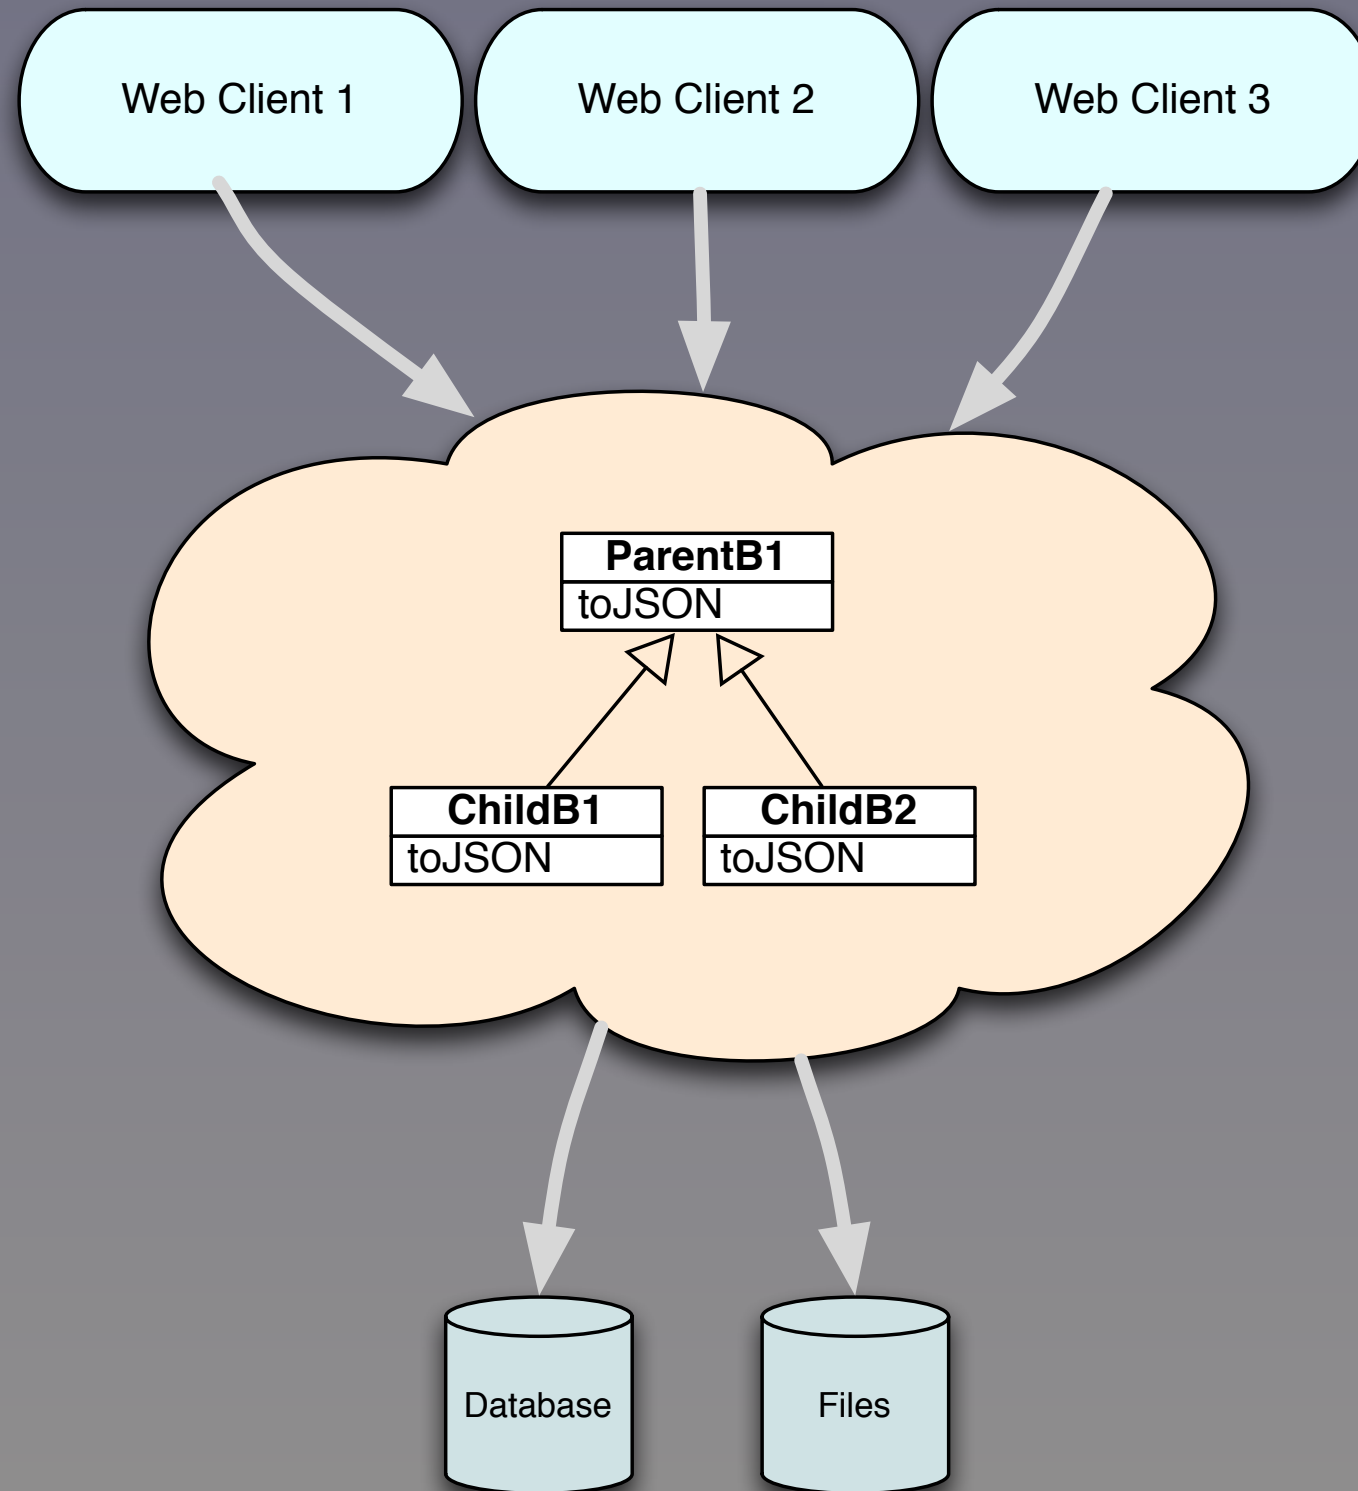 Web Client 1
Web Client 2
Web Client 3
ParentB1
toJSON
ChildB1
toJSON
ChildB2
toJSON
Database
Files